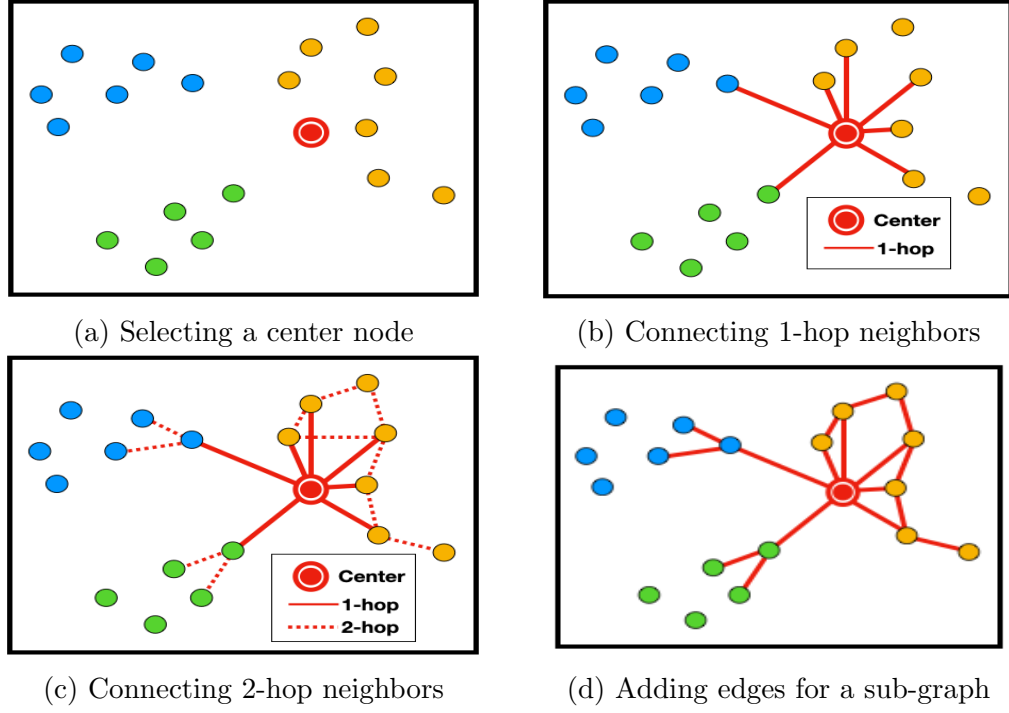 (a) Selecting a center node
Center
1-hop
(b) Connecting 1-hop neighbors
Center
1-hop
2-hop
(c) Connecting 2-hop neighbors
(d) Adding edges for a sub-graph